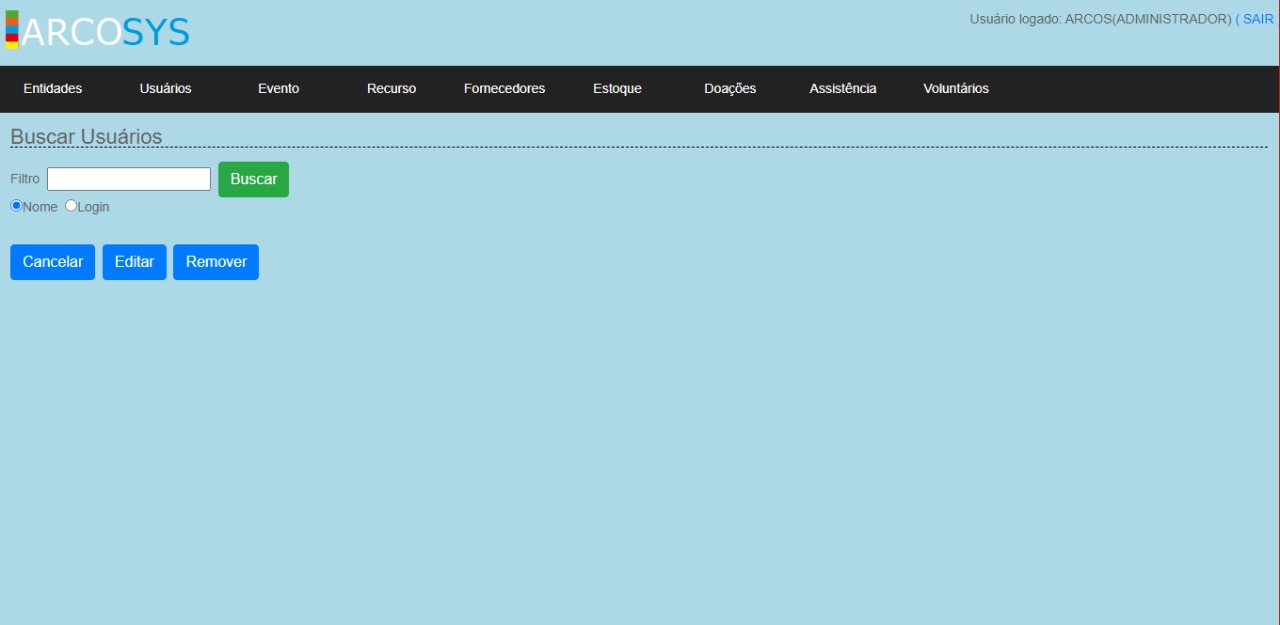 ARCOSYS
Usuário logado: ARCOS(ADMINISTRADOR) ( SAIR
Entidades Usuários Evento Recurso Fornecedores Estoque Doações Assistência Voluntários
Buscar Usuários
Filtro Buscar
Nome Login
Cancelar Editar Remover